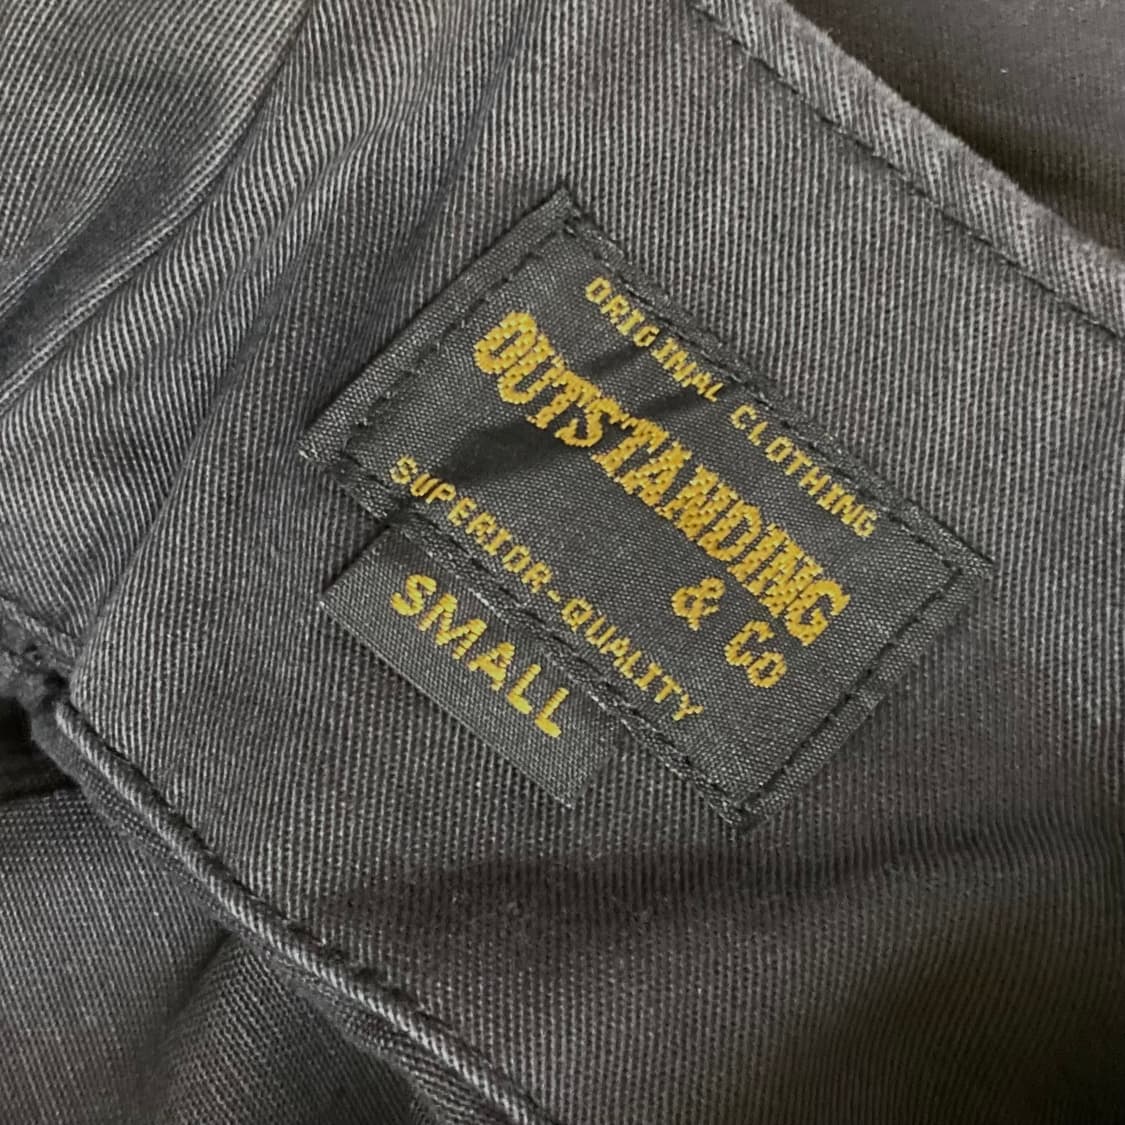 ORIGINAL CLOTHING
OUTSTANDING
& CO
SUPERIOR-QUALITY
SMALL